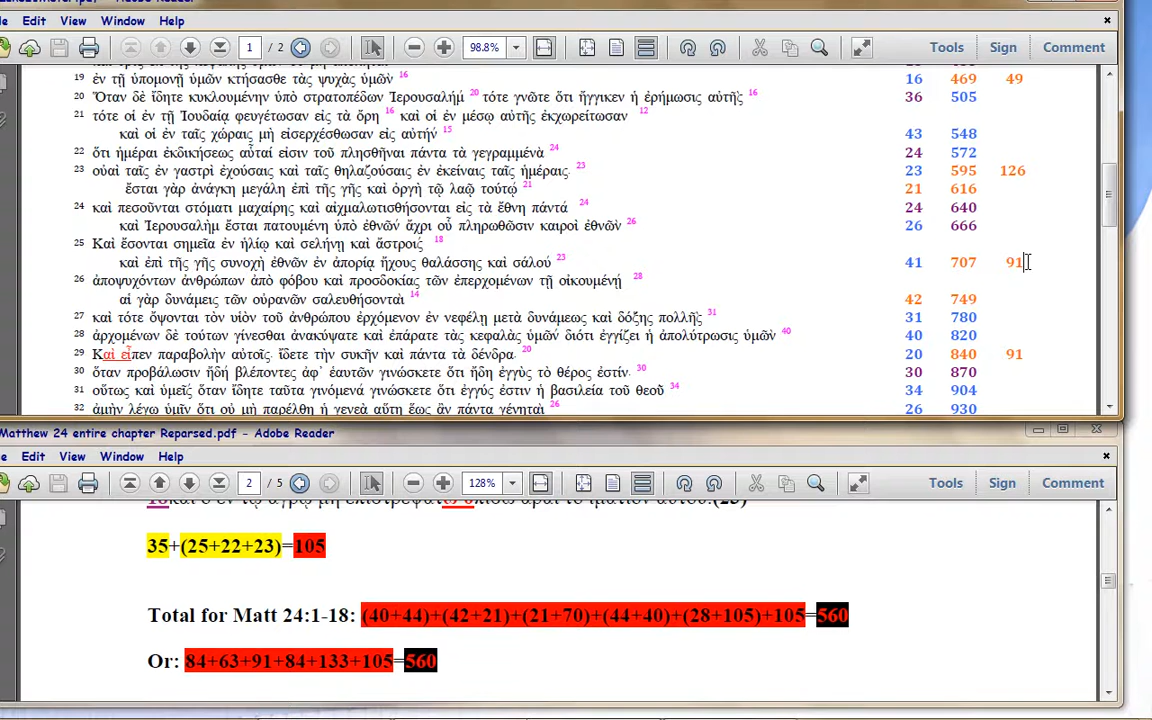 Edit View Window Help ×
1 / 2 98.8% Tools Sign Comment
19 ἐν τῇ ὑπομονῇ ὑμῶν κτήσασθε τὰς ψυχὰς ὑμῶν 16 16 469 49
20 Ὅταν δὲ ἴδητε κυκλουμένην ὑπὸ στρατοπέδων Ἰερουσαλήμ 20 τότε γνῶτε ὅτι ἤγγικεν ἡ ἐρήμωσις αὐτῆς 16 36 505
21 τότε οἱ ἐν τῇ Ἰουδαίᾳ φευγέτωσαν εἰς τὰ ὄρη 16 καὶ οἱ ἐν μέσῳ αὐτῆς ἐκχωρείτωσαν 12
καὶ οἱ ἐν ταῖς χώραις μὴ εἰσερχέσθωσαν εἰς αὐτήν 15 43 548
22 ὅτι ἡμέραι ἐκδικήσεως αὗταί εἰσιν τοῦ πλησθῆναι πάντα τὰ γεγραμμένα 24 24 572
23 οὐαὶ ταῖς ἐν γαστρὶ ἐχούσαις καὶ ταῖς θηλαζούσαις ἐν ἐκείναις ταῖς ἡμέραις. 23 23 595 126
ἔσται γὰρ ἀνάγκη μεγάλη ἐπὶ τῆς γῆς καὶ ὀργὴ τῷ λαῷ τούτῳ 21 21 616
24 καὶ πεσοῦνται στόματι μαχαίρης καὶ αἰχμαλωτισθήσονται εἰς τὰ ἔθνη πάντα 24 24 640
καὶ Ἰερουσαλὴμ ἔσται πατουμένη ὑπὸ ἐθνῶν ἄχρι οὗ πληρωθῶσιν καιροὶ ἐθνῶν 26 26 666
25 Καὶ ἔσονται σημεῖα ἐν ἡλίῳ καὶ σελήνῃ καὶ ἄστροις 18
καὶ ἐπὶ τῆς γῆς συνοχὴ ἐθνῶν ἐν ἀπορίᾳ ἤχους θαλάσσης καὶ σάλου 23 41 707 91
26 ἀποψυχόντων ἀνθρώπων ἀπὸ φόβου καὶ προσδοκίας τῶν ἐπερχομένων τῇ οἰκουμένῃ 28
αἱ γὰρ δυνάμεις τῶν οὐρανῶν σαλευθήσονται 14 42 749
27 καὶ τότε ὄψονται τὸν υἱὸν τοῦ ἀνθρώπου ἐρχόμενον ἐν νεφέλῃ μετὰ δυνάμεως καὶ δόξης πολλῆς 31 31 780
28 ἀρχομένων δὲ τούτων γίνεσθαι ἀνακύψατε καὶ ἐπάρατε τὰς κεφαλὰς ὑμῶν διότι ἐγγίζει ἡ ἀπολύτρωσις ὑμῶν 40 40 820
29 Καὶ εἶπεν παραβολὴν αὐτοῖς· ἴδετε τὴν συκῆν καὶ πάντα τὰ δένδρα· 20 20 840 91
30 ὅταν προβάλωσιν ἤδη βλέποντες ἀφ᾽ ἑαυτῶν γινώσκετε ὅτι ἤδη ἐγγὺς τὸ θέρος ἐστίν· 30 30 870
31 οὕτως καὶ ὑμεῖς ὅταν ἴδητε ταῦτα γινόμενα γινώσκετε ὅτι ἐγγύς ἐστιν ἡ βασιλεία τοῦ θεοῦ 34 34 904
32 ἀμὴν λέγω ὑμῖν ὅτι οὐ μὴ παρέλθῃ ἡ γενεὰ αὕτη ἕως ἂν πάντα γένηται 26 26 930
Matthew 24 entire chapter Reparsed.pdf - Adobe Reader
Edit View Window Help ×
2 / 5 128% Tools Sign Comment
35+(25+22+23)=105
Total for Matt 24:1-18: (40+44)+(42+21)+(21+70)+(44+40)+(28+105)+105=560
Or: 84+63+91+84+133+105=560